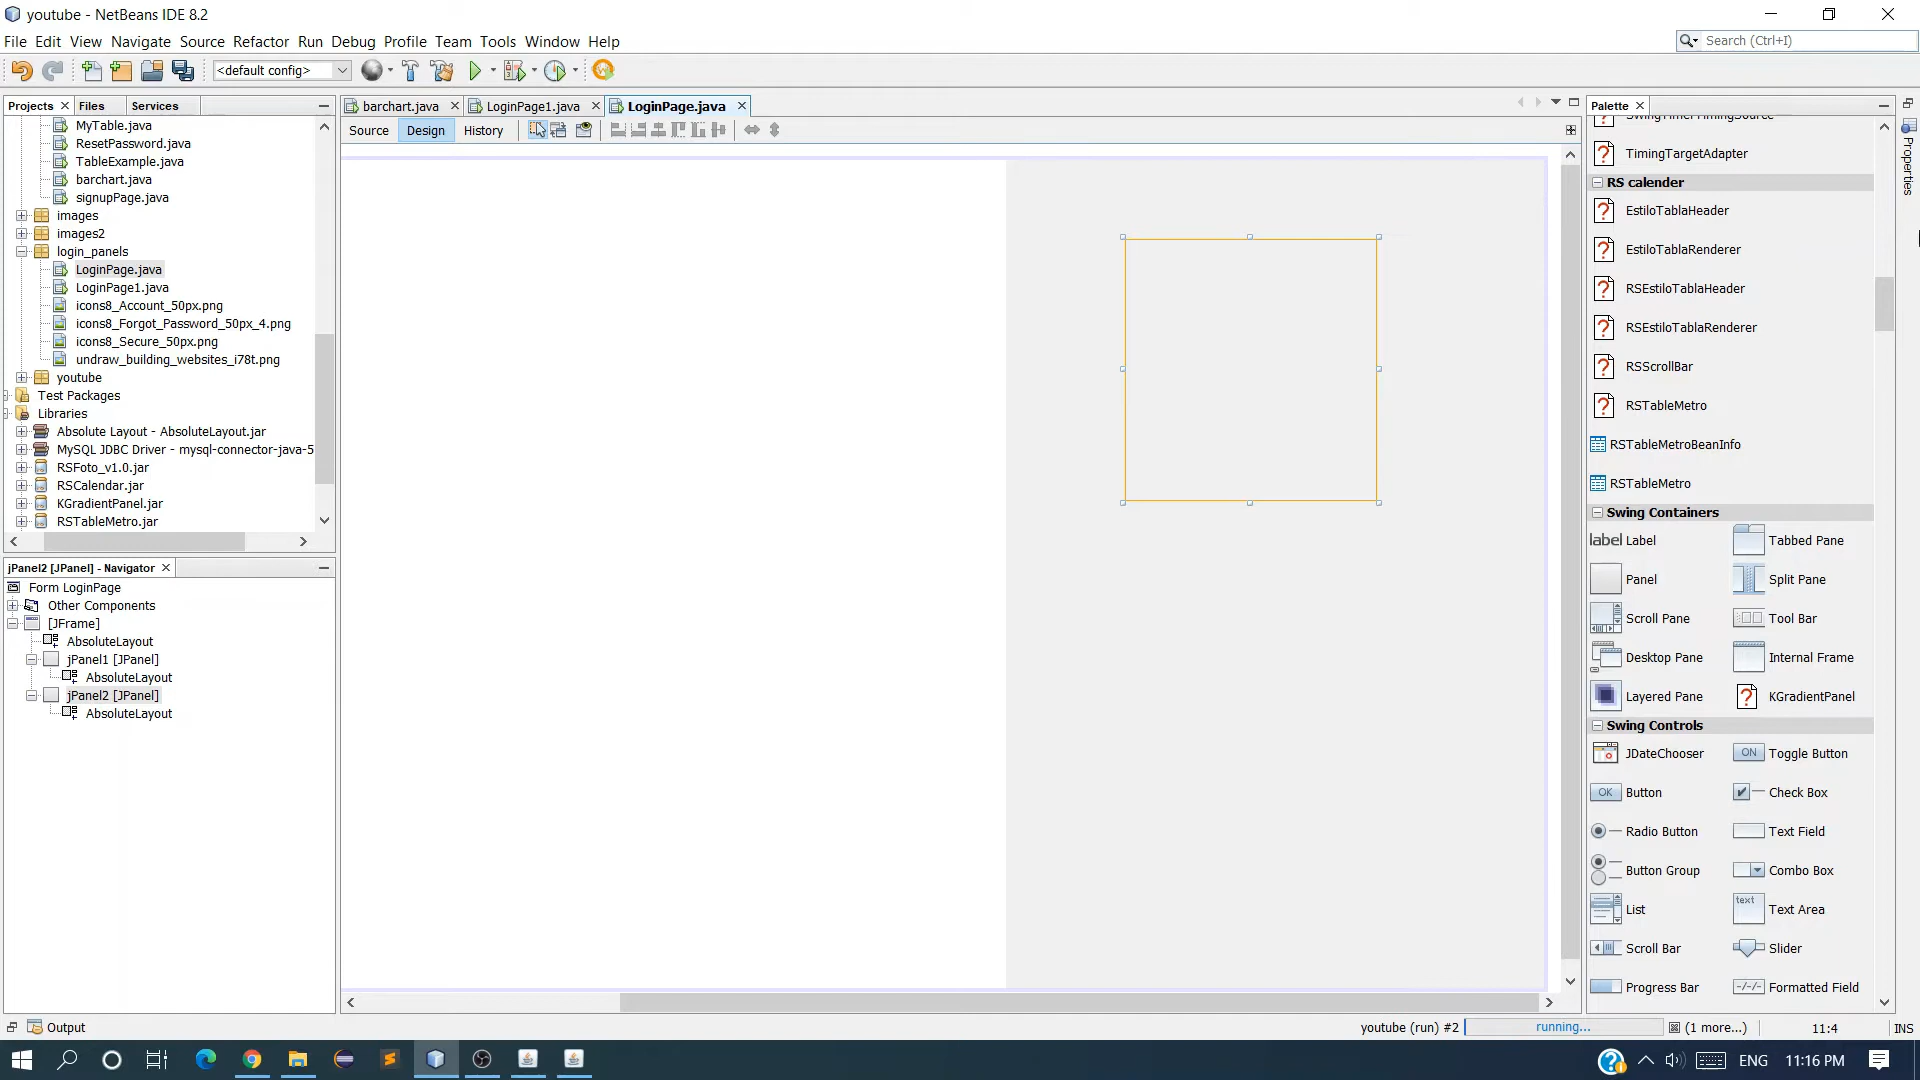 youtube - NetBeans IDE 8.2
File Edit View Navigate Source Refactor Run Debug Profile Team Tools Window Help
Search (Ctrl+I)
<default config>
Projects Files Services
MyTable.java
ResetPassword.java
TableExample.java
barchart.java
signupPage.java
images
images2
login_panels
LoginPage.java
LoginPage1.java
icons8_Account_50px.png
icons8_Forgot_Password_50px_4.png
icons8_Secure_50px.png
undraw_building_websites_i78t.png
youtube
Test Packages
Libraries
Absolute Layout - AbsoluteLayout.jar
MySQL JDBC Driver - mysql-connector-java-5
RSFoto_v1.0.jar
RSCalendar.jar
KGradientPanel.jar
RSTableMetro.jar
jPanel2 [JPanel] - Navigator
Form LoginPage
Other Components
[JFrame]
AbsoluteLayout
jPanel1 [JPanel]
AbsoluteLayout
jPanel2 [JPanel]
AbsoluteLayout
barchart.java LoginPage1.java LoginPage.java
Source Design History
Palette
SwingTimerTimingSource
TimingTargetAdapter
RS calender
EstiloTablaHeader
EstiloTablaRenderer
RSEstiloTablaHeader
RSEstiloTablaRenderer
RSScrollBar
RSTableMetro
RSTableMetroBeanInfo
RSTableMetro
Swing Containers
label Label Tabbed Pane
Panel Split Pane
Scroll Pane Tool Bar
Desktop Pane Internal Frame
Layered Pane KGradientPanel
Swing Controls
JDateChooser ON Toggle Button
OK Button Check Box
Radio Button Text Field
Button Group Combo Box
List text Text Area
Scroll Bar Slider
Progress Bar Formatted Field
Properties
Output
youtube (run) #2 running... (1 more...) 11:4 INS
ENG 11:16 PM